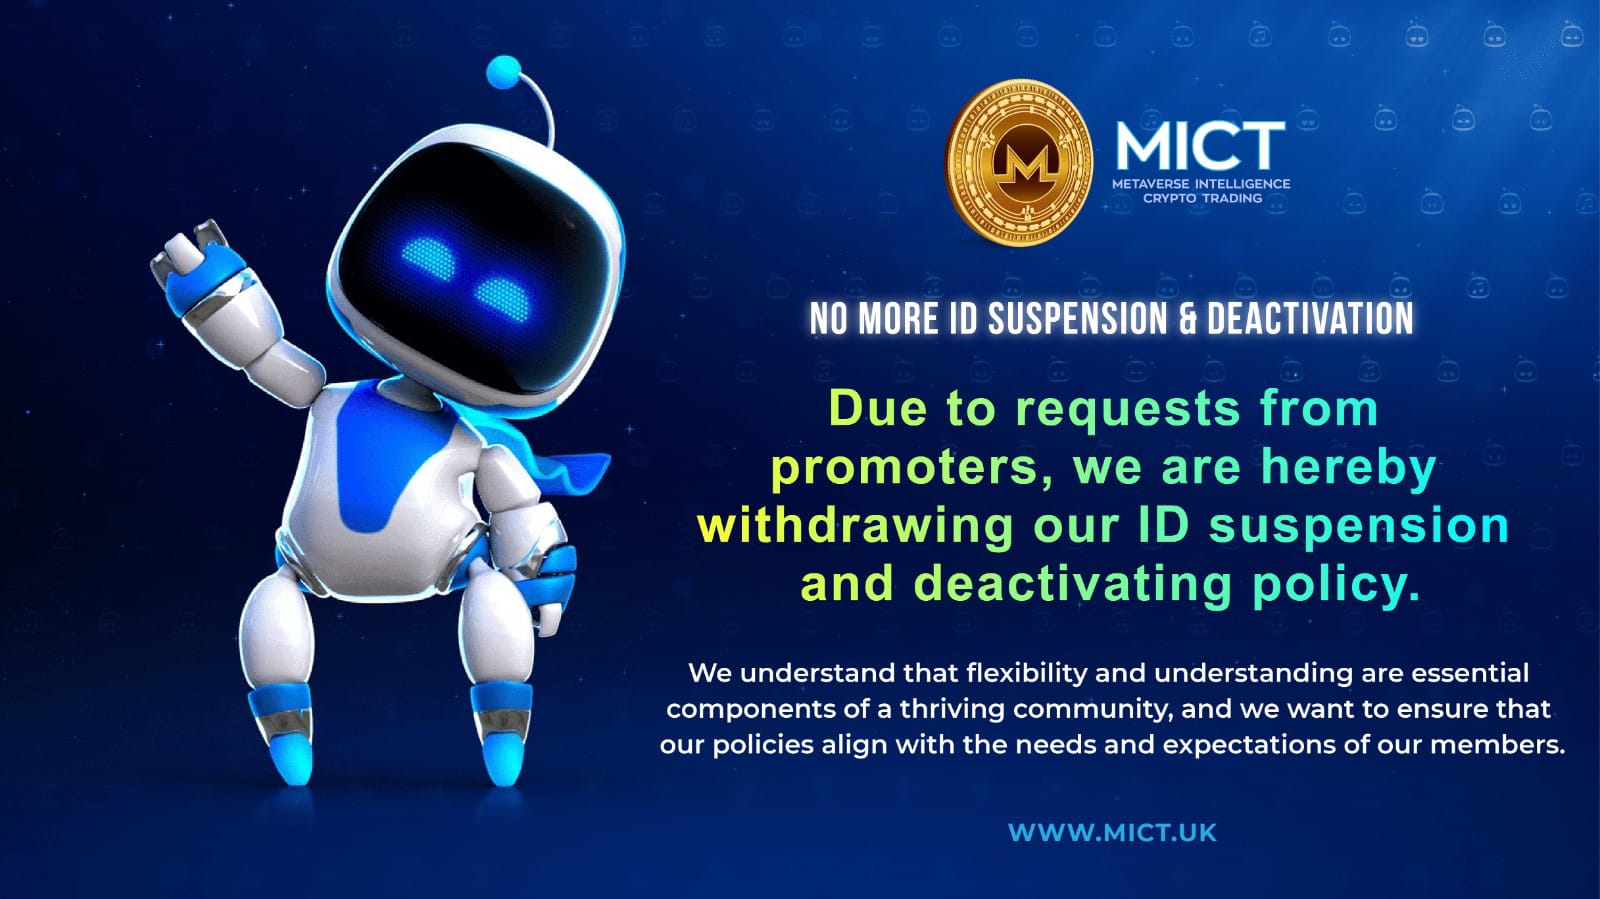 MICT
METAVERSE INTELLIGENCE
CRYPTO TRADING
NO MORE ID SUSPENSION & DEACTIVATION
Due to requests from
promoters, we are hereby
withdrawing our ID suspension
and deactivating policy.
We understand that flexibility and understanding are essential
components of a thriving community, and we want to ensure that
our policies align with the needs and expectations of our members.
WWW.MICT.UK